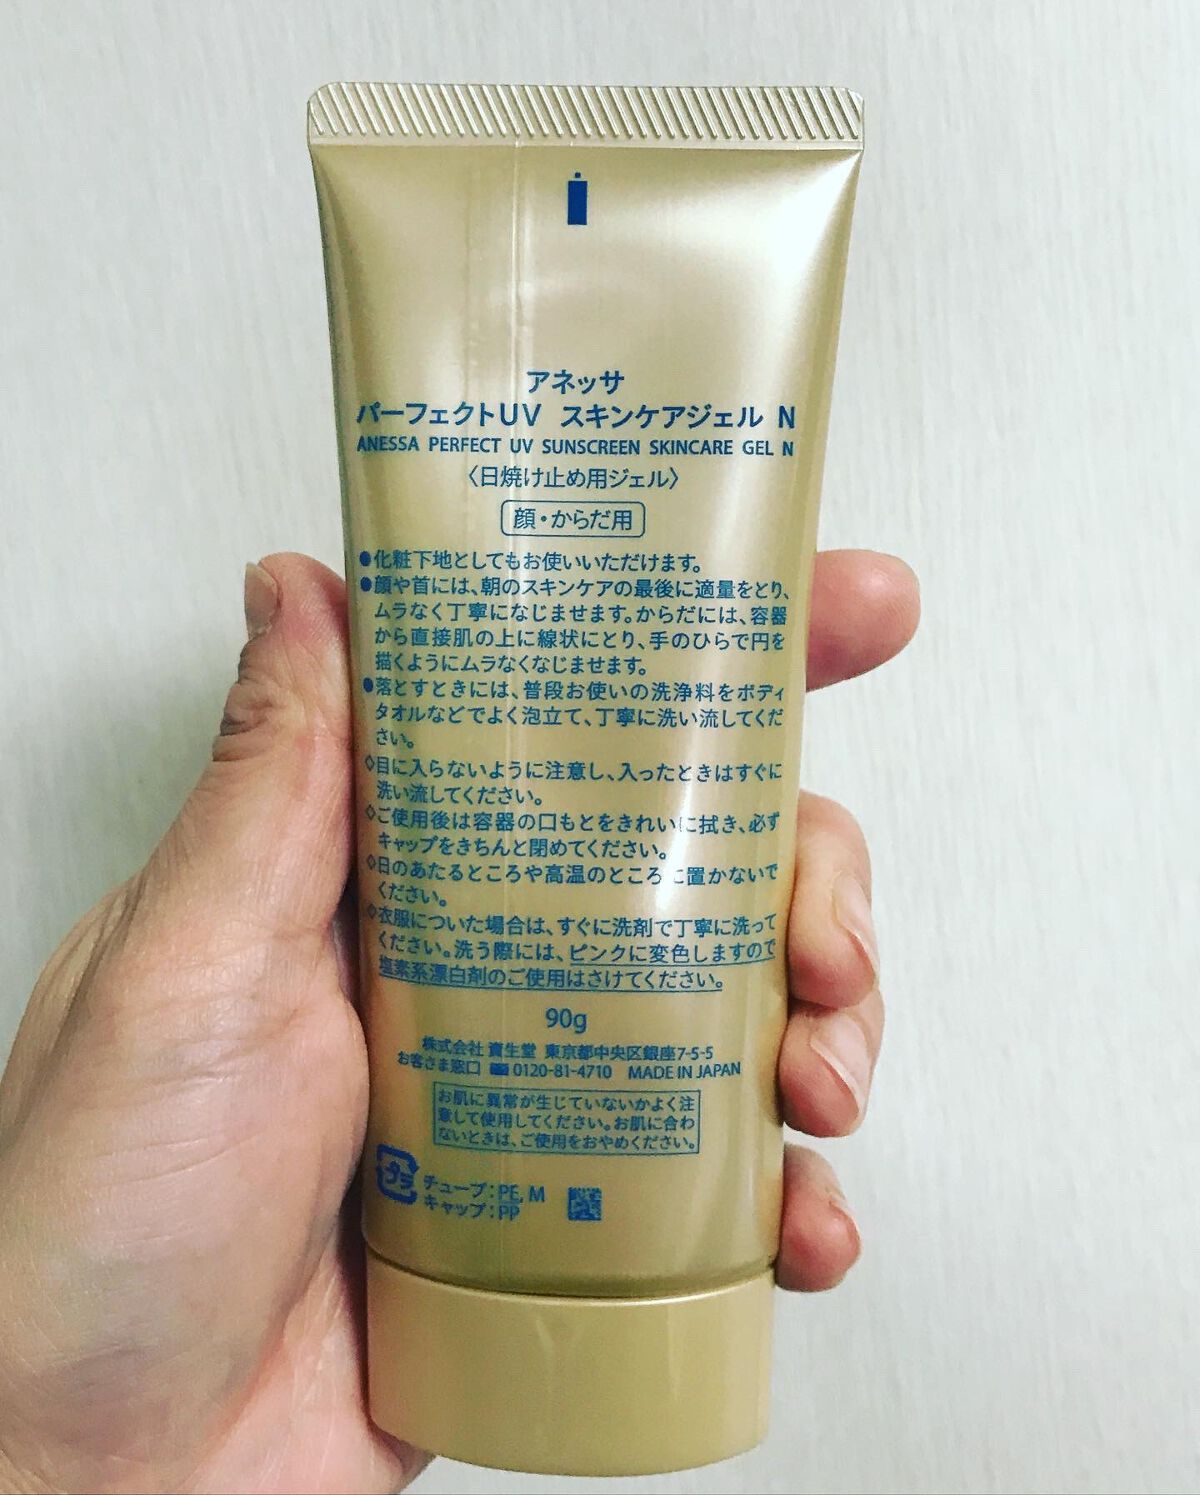 アネッサ
パーフェクトUV スキンケアジェル N
ANESSA PERFECT UV SUNSCREEN SKINCARE GEL N
〈日焼け止め用ジェル〉
顔・からだ用
●化粧下地としてもお使いいただけます。
●顔や首には、朝のスキンケアの最後に適量をとり、
ムラなく丁寧になじませます。からだには、容器
から直接肌の上に線状にとり、手のひらで円を
描くようにムラなくなじませます。
●落とすときには、普段お使いの洗浄料をボディ
タオルなどでよく泡立て、丁寧に洗い流してくだ
さい。
◇目に入らないように注意し、入ったときはすぐに
洗い流してください。
◇ご使用後は容器の口もとをきれいに拭き、必ず
キャップをきちんと閉めてください。
◇日のあたるところや高温のところに置かないで
ください。
◇衣服についた場合は、すぐに洗剤で丁寧に洗って
ください。洗う際には、ピンクに変色しますので
塩素系漂白剤のご使用はさけてください。
90g
株式会社 資生堂 東京都中央区銀座7-5-5
お客さま窓口 0120-81-4710 MADE IN JAPAN
お肌に異常が生じていないかよく注
意して使用してください。お肌に合わ
ないときは、ご使用をおやめください。
プラ
チューブ:PE, M
キャップ:PP